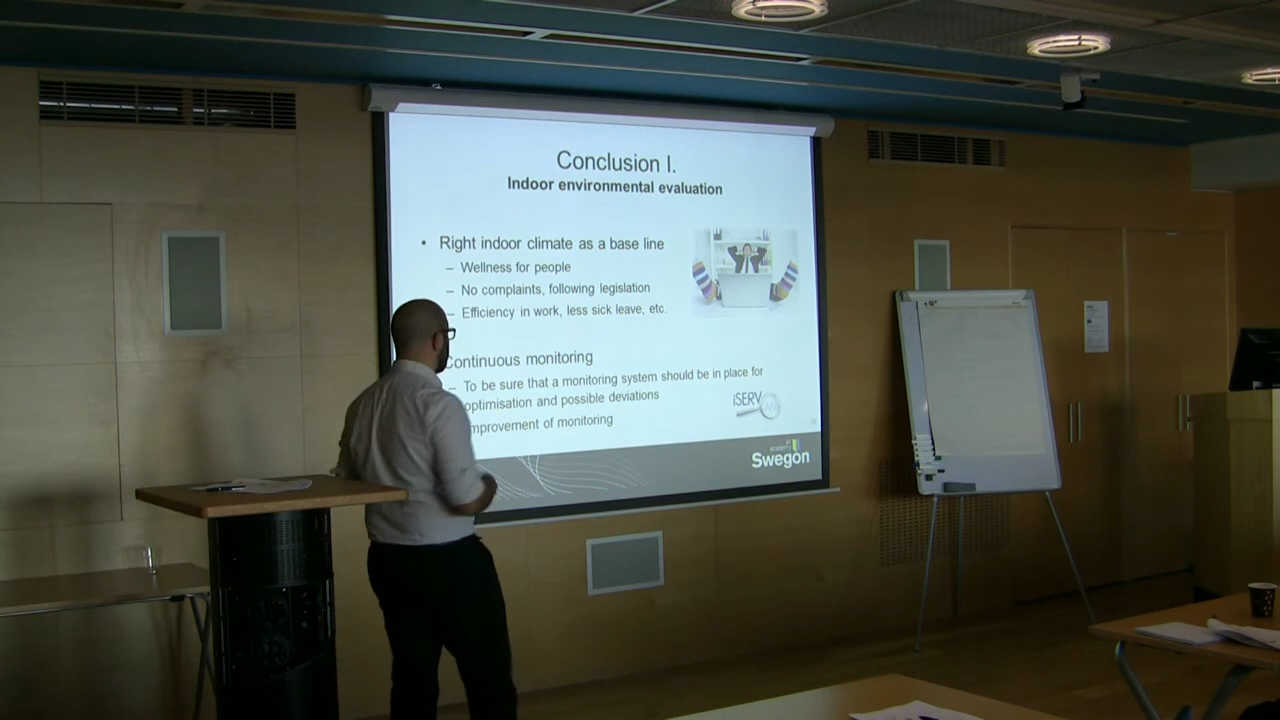 Conclusion I.
Indoor environmental evaluation
• Right indoor climate as a base line
– Wellness for people
– No complaints, following legislation
– Efficiency in work, less sick leave, etc.
Continuous monitoring
– To be sure that a monitoring system should be in place for
optimisation and possible deviations
mprovement of monitoring
iSERV
air academy
Swegon